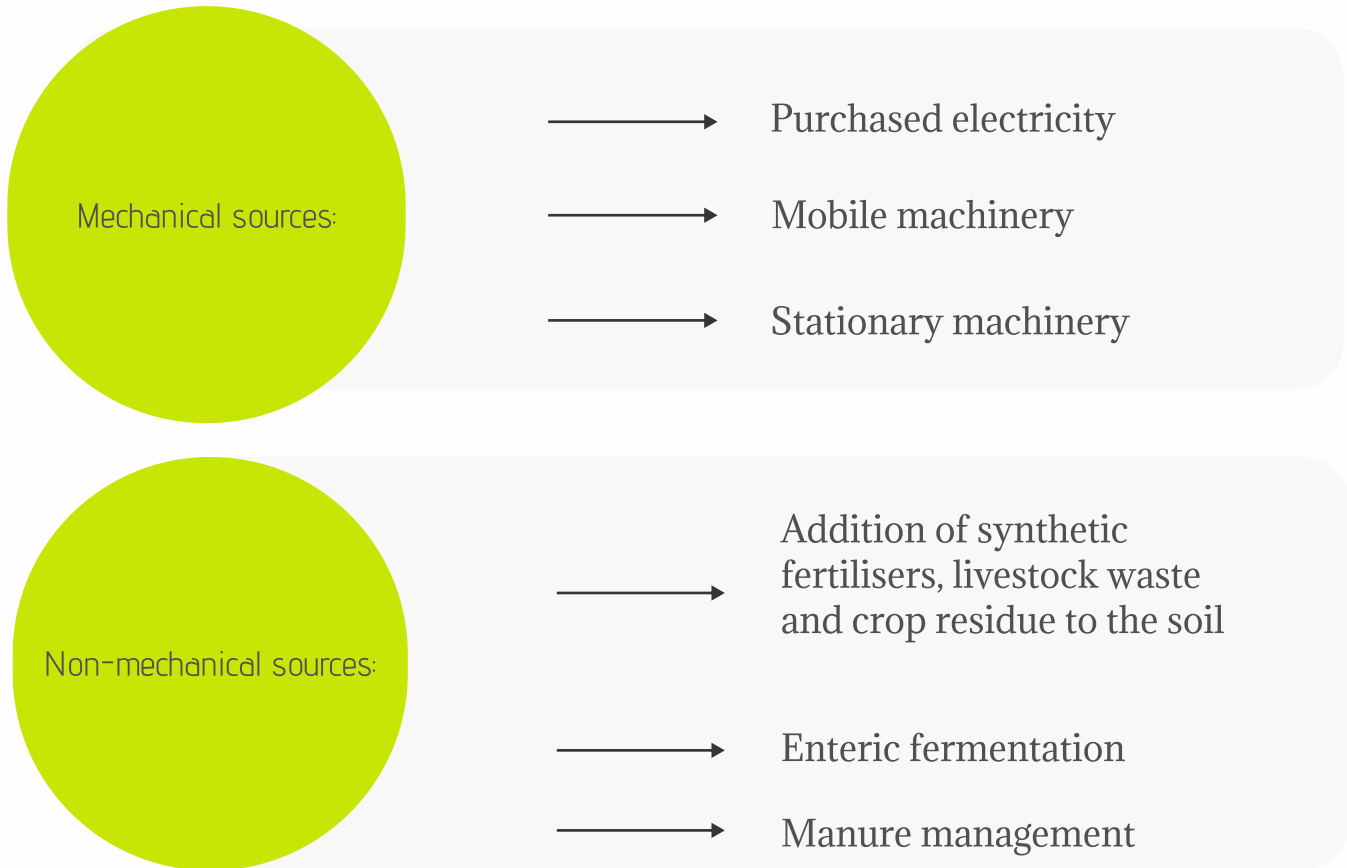 Mechanical sources:
Purchased electricity
Mobile machinery
Stationary machinery
Non-mechanical sources:
Addition of synthetic
fertilisers, livestock waste
and crop residue to the soil
Enteric fermentation
Manure management